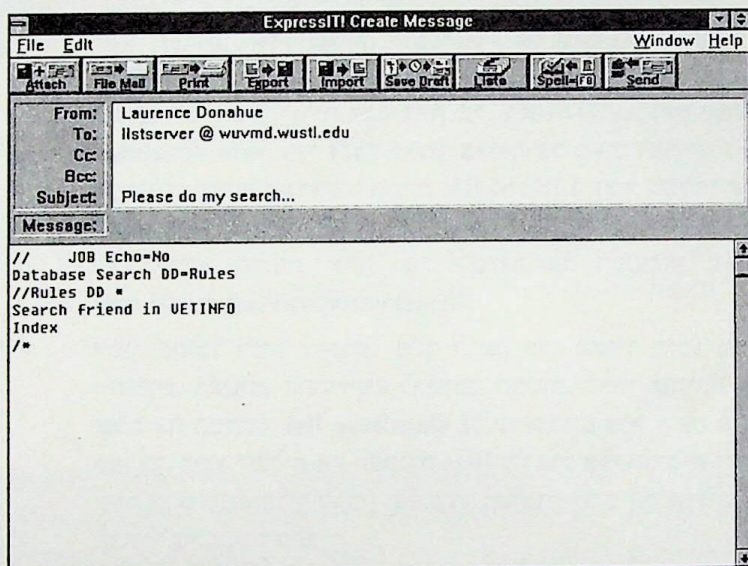 ExpressIT! Create Message
File Edit Window Help
Attach File Mail Print Export Import Save Draft Lists Spell-[F8] Send
From: Laurence Donahue
To: listserver @ wuvmd.wustl.edu
Cc:
Bcc:
Subject: Please do my search...
Message:
// JOB Echo=No
Database Search DD=Rules
//Rules DD *
Search friend in VETINFO
Index
/*